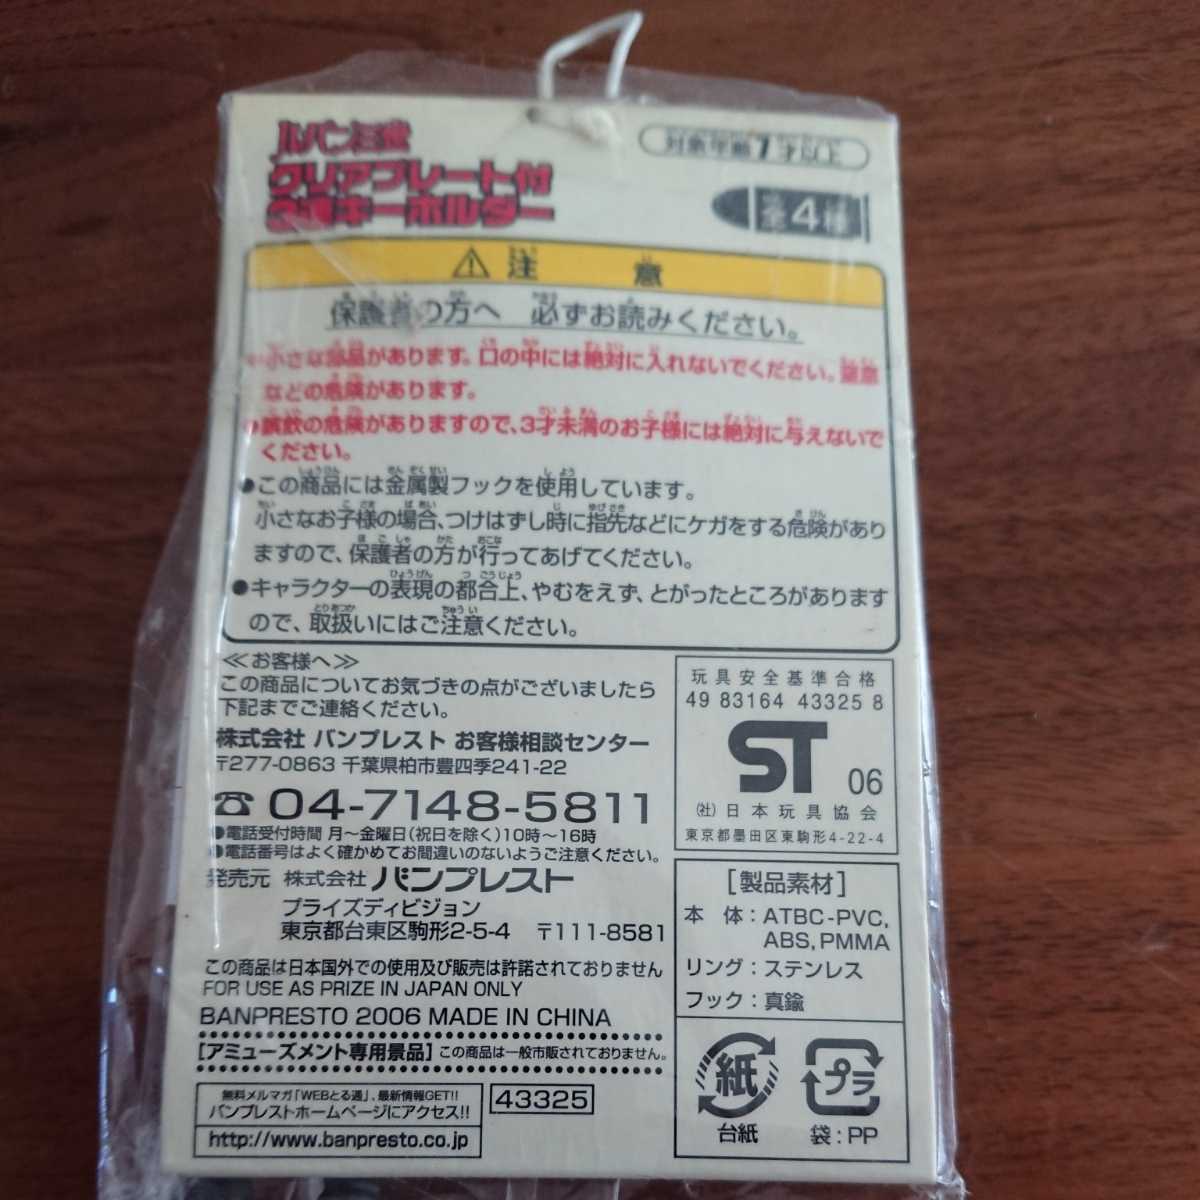 ルパン三世
クリアプレート付
3連キーホルダー
対象年齢7才以上
全4種
⚠注意
保護者の方へ 必ずお読みください。
●小さな部品があります。口の中には絶対に入れないでください。窒息
などの危険があります。
●誤飲の危険がありますので、3才未満のお子様には絶対に与えないで
ください。
●この商品には金属製フックを使用しています。
小さなお子様の場合、つけはずし時に指先などにケガをする危険があり
ますので、保護者の方が行ってあげてください。
●キャラクターの表現の都合上、やむをえず、とがったところがあります
ので、取扱いにはご注意ください。
≪お客様へ≫
この商品についてお気づきの点がございましたら
下記までご連絡ください。
株式会社 バンプレスト お客様相談センター
〒277-0863 千葉県柏市豊四季241-22
☎04-7148-5811
●電話受付時間 月～金曜日(祝日を除く)10時～16時
●電話番号はよく確かめてお間違いのないようご注意ください。
発売元 株式会社 バンプレスト
プライズディビジョン
東京都台東区駒形2-5-4 〒111-8581
この商品は日本国外での使用及び販売は許諾されておりません
FOR USE AS PRIZE IN JAPAN ONLY
BANPRESTO 2006 MADE IN CHINA
[アミューズメント専用景品] この商品は一般市販されておりません。
無料メルマガ「WEBとる通」、最新情報GET!!
バンプレストホームページにアクセス!!
http://www.banpresto.co.jp
43325
玩具安全基準合格
49 83164 43325 8
ST 06
(社)日本玩具協会
東京都墨田区東駒形4-22-4
[製品素材]
本 体：ATBC-PVC,
ABS,PMMA
リング：ステンレス
フック：真鍮
紙
台紙
プラ
袋：PP